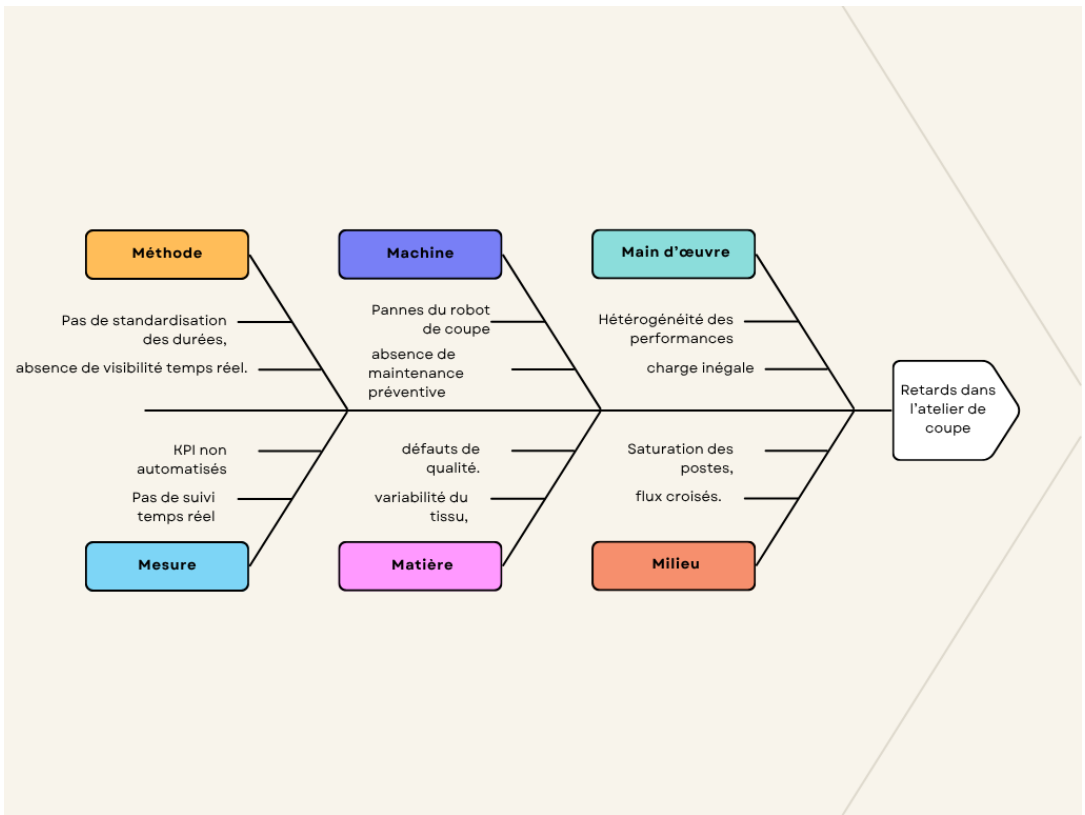 Méthode
Machine
Main d'œuvre
Pas de standardisation
des durées,
absence de visibilité temps réel.
Pannes du robot
de coupe
absence de
maintenance
préventive
Hétérogénéité des
performances
charge inégale
Retards dans
l'atelier de
coupe
KPI non
automatisés
Pas de suivi
temps réel
défauts de
qualité.
variabilité du
tissu,
Saturation des
postes,
flux croisés.
Mesure
Matière
Milieu